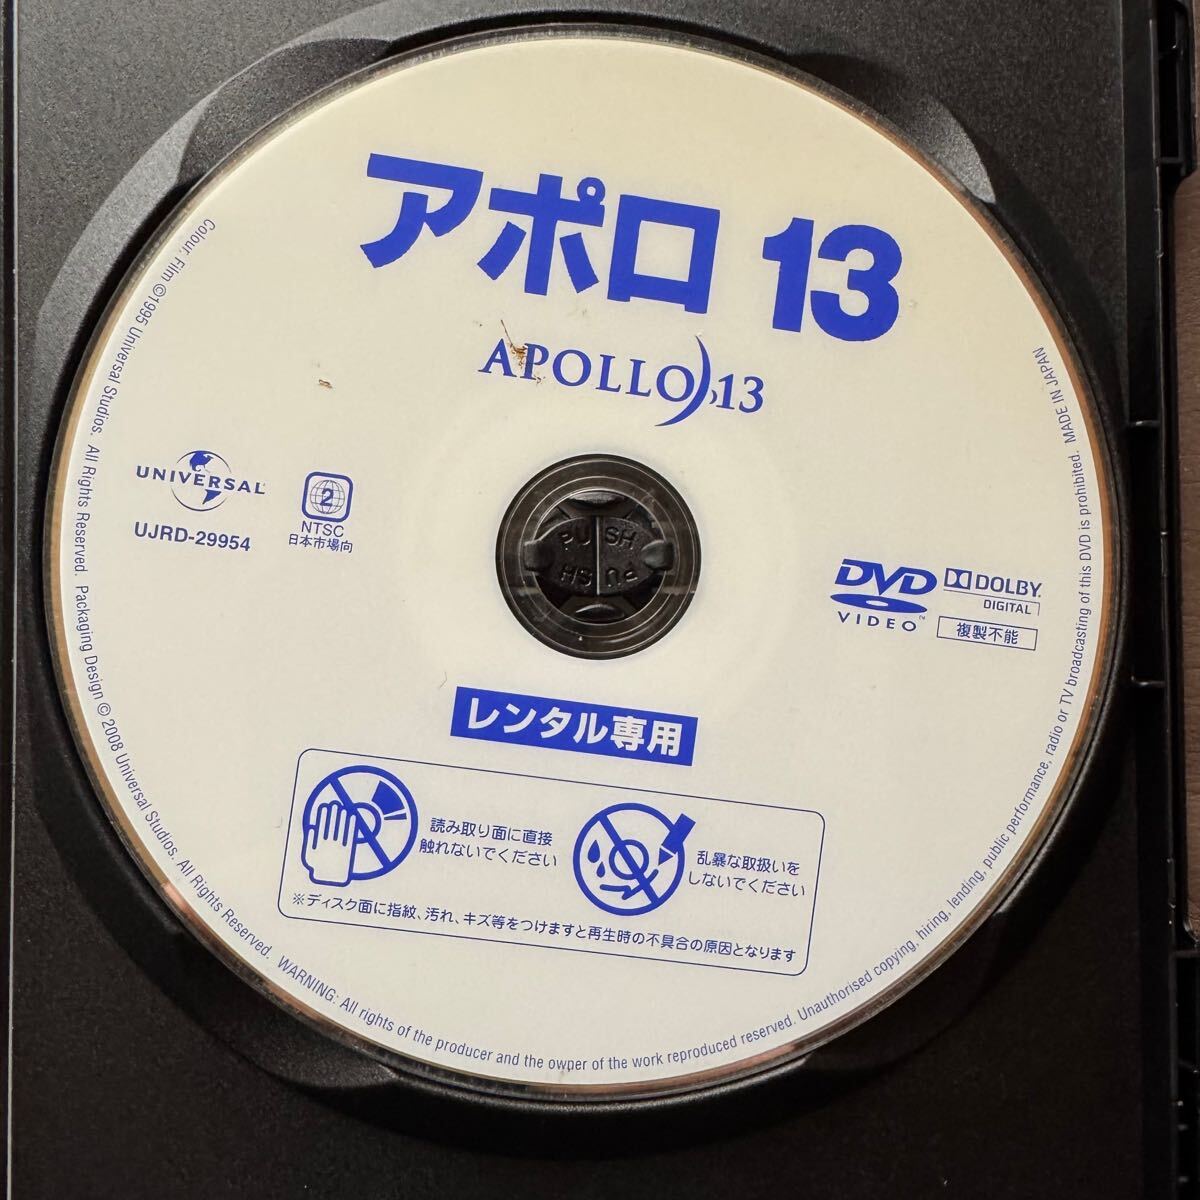 アポロ 13
APOLLO 13
UNIVERSAL
UJRD-29954
2
NTSC
日本市場向
PUSH
PUSH
DVD
VIDEO™
DOLBY
DIGITAL
複製不能
レンタル専用
読み取り面に直接
触れないでください
乱暴な取扱いを
しないでください
※ディスク面に指紋、汚れ、キズ等をつけますと再生時の不具合の原因となります
Colour Film ©1995 Universal Studios. All Rights Reserved. Packaging Design © 2008 Universal Studios. All Rights Reserved. WARNING: All rights of the producer and the owner of the work reproduced reserved. Unauthorised copying, hiring, lending, public performance, radio or TV broadcasting of this DVD is prohibited. MADE IN JAPAN